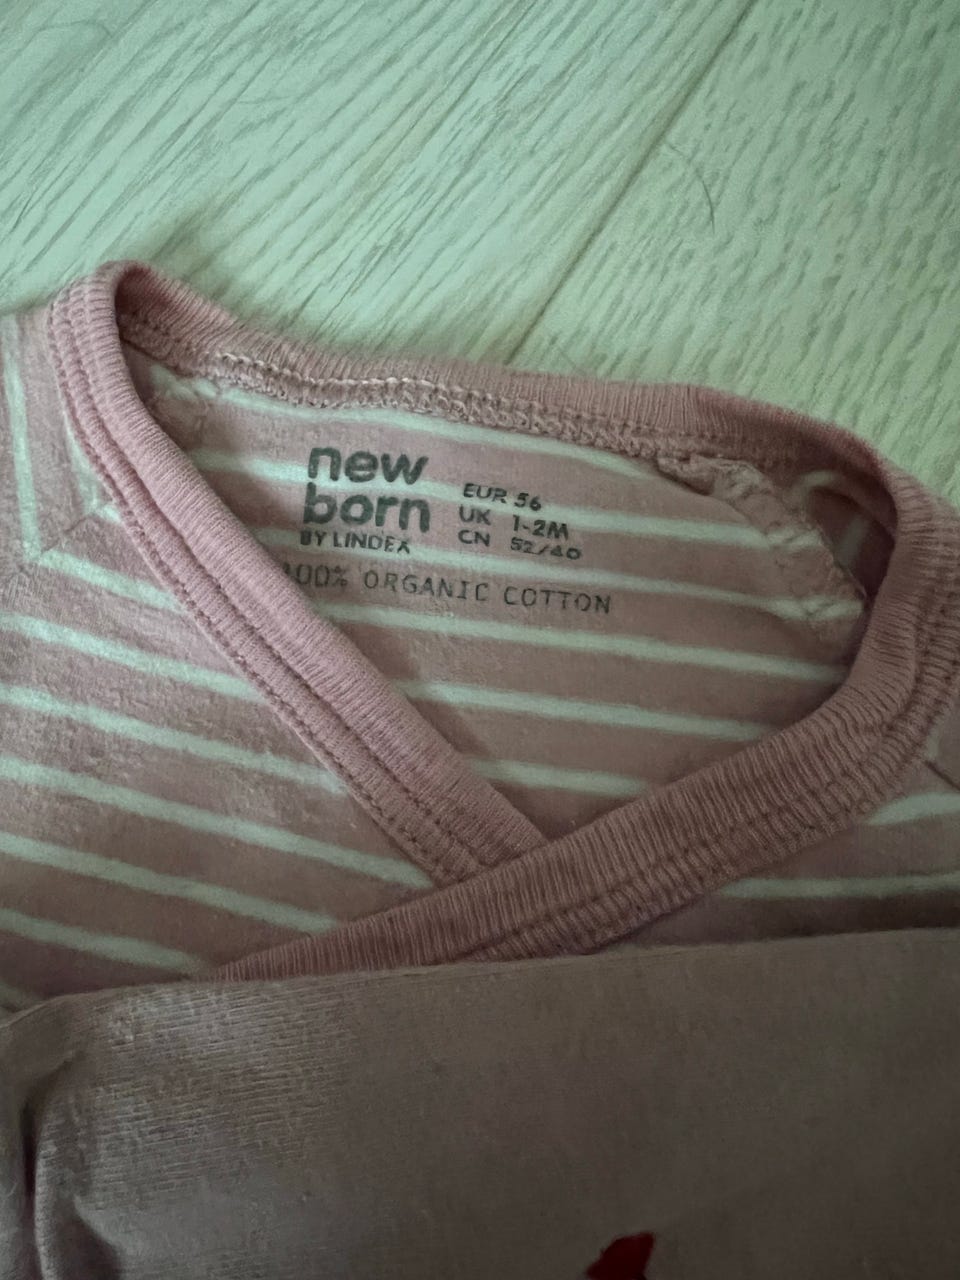 new
born
BY LINDEX
EUR 56
UK 1-2M
CN 52/40
100% ORGANIC COTTON